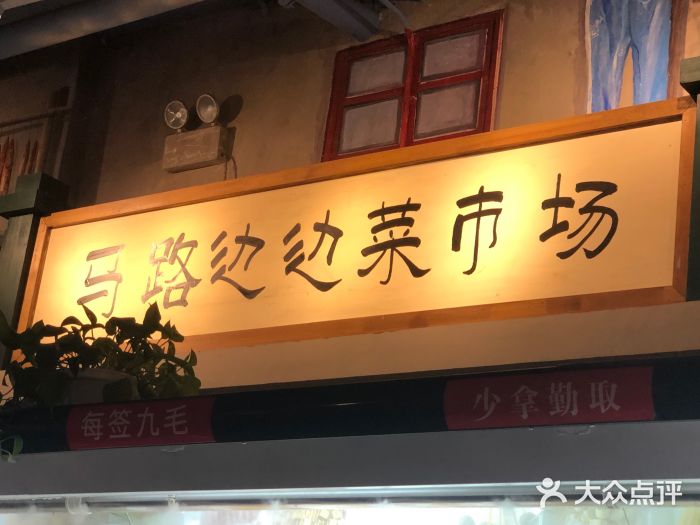 马路边边菜市场
每签九毛
少拿勤取
大众点评